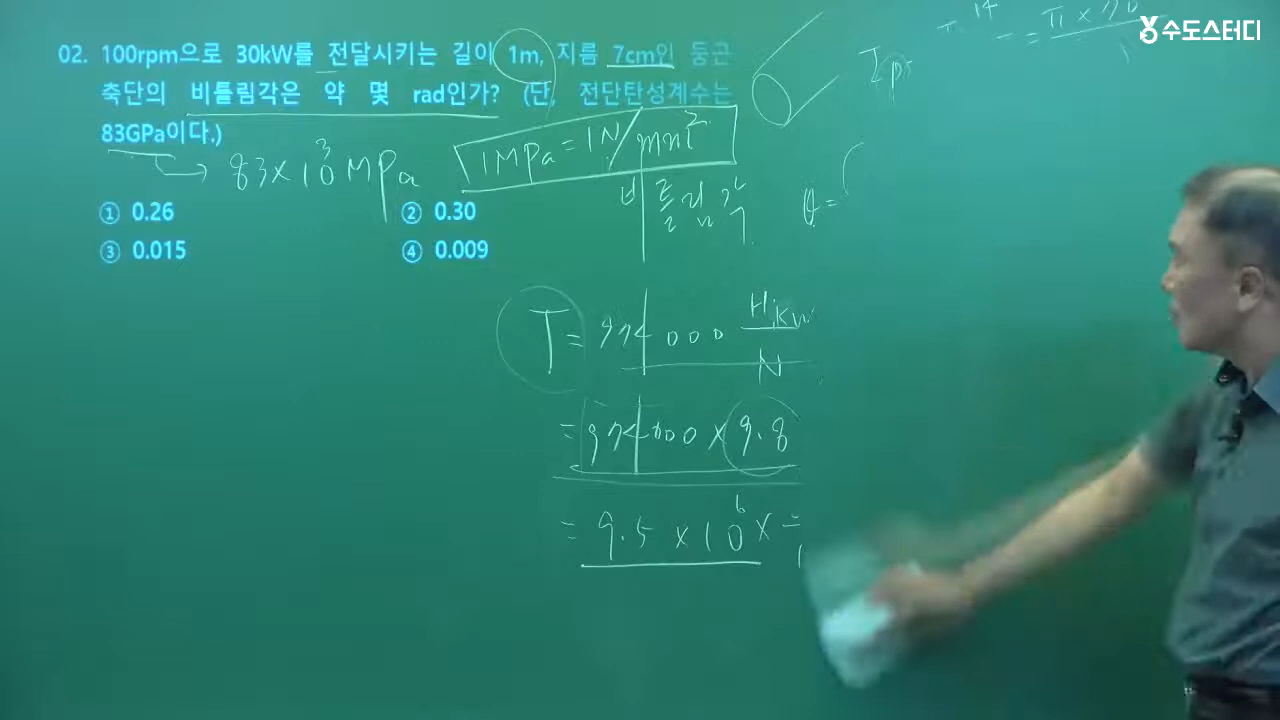 수도스터디
02. 100rpm으로 30kW를 전달시키는 길이 1m, 지름 7cm인 둥근
축단의 비틀림각은 약 몇 rad인가? (단, 전단탄성계수는
83GPa이다.)
→ 83×10³MPa
1MPa = 1N/mm²
① 0.26 ② 0.30
③ 0.015 ④ 0.009
비틀림각
θ =
T = 974000 H_kW/N
= 974000 × 9.8
= 9.5 × 10⁶ ×